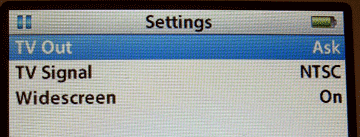 Settings
TV Out Ask
TV Signal NTSC
Widescreen On